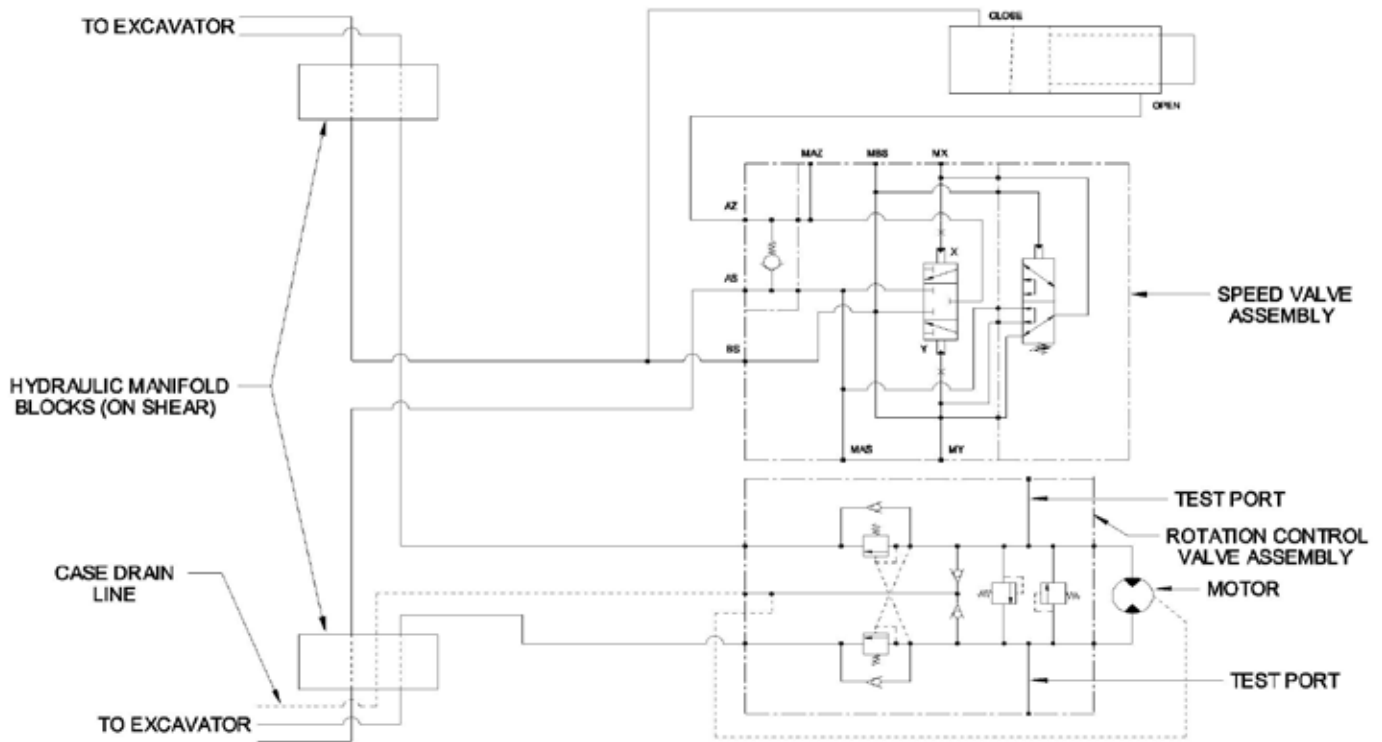 TO EXCAVATOR
CLOSE
OPEN
MAZ
MBS
MX
AZ
X
AS
SPEED VALVE
ASSEMBLY
Y
BS
HYDRAULIC MANIFOLD
BLOCKS (ON SHEAR)
MAS
MY
TEST PORT
ROTATION CONTROL
VALVE ASSEMBLY
CASE DRAIN
LINE
MOTOR
TEST PORT
TO EXCAVATOR